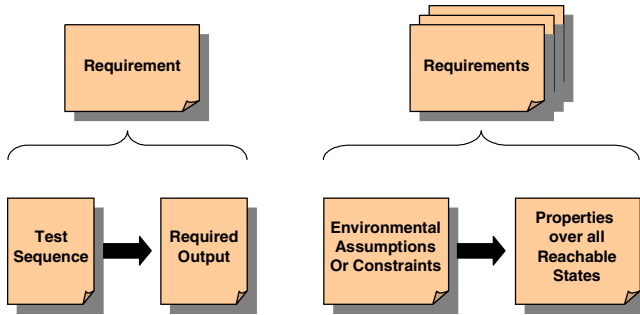 Requirement
Requirements
Test
Sequence
Required
Output
Environmental
Assumptions
Or Constraints
Properties
over all
Reachable
States